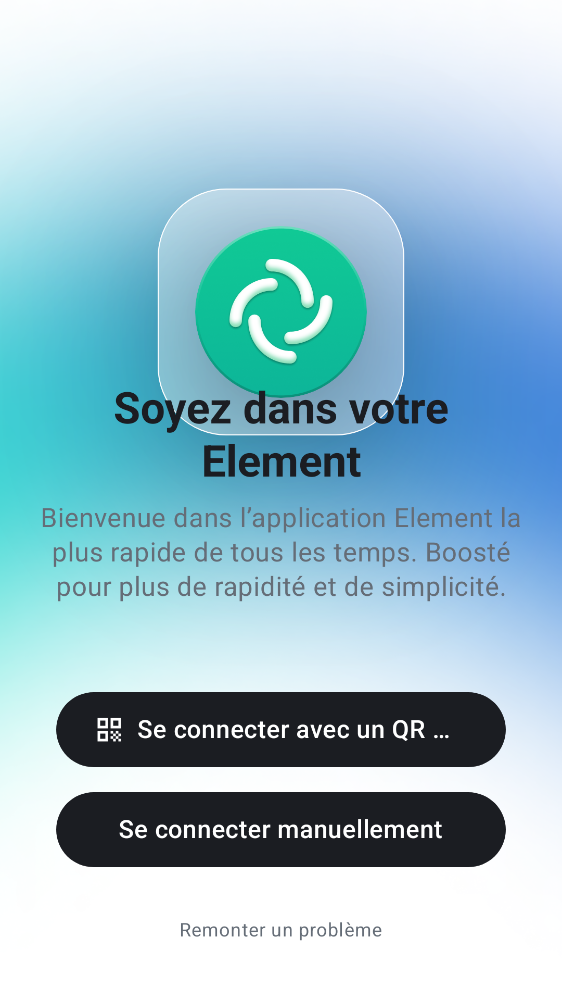 Soyez dans votre
Element
Bienvenue dans l’application Element la
plus rapide de tous les temps. Boosté
pour plus de rapidité et de simplicité.
Se connecter avec un QR …
Se connecter manuellement
Remonter un problème